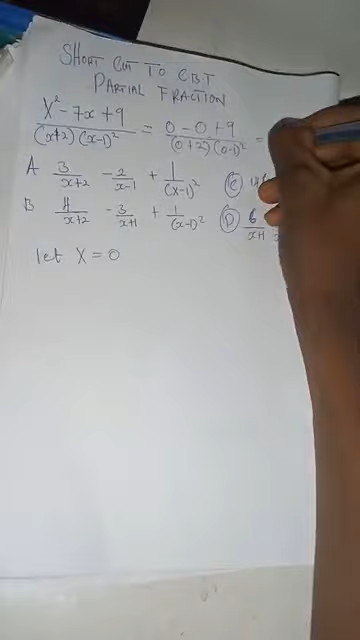 SHORT CUT TO CBT
PARTIAL FRACTION
x² - 7x + 9 / (x+2)(x-1)² = 0 - 0 + 9 / (0+2)(0-1)² =
A 3/x+2 - 2/x-1 + 1/(x-1)² (C)
B 4/x+2 - 3/x+1 + 1/(x-1)² (D) 6/x+1
let X = 0